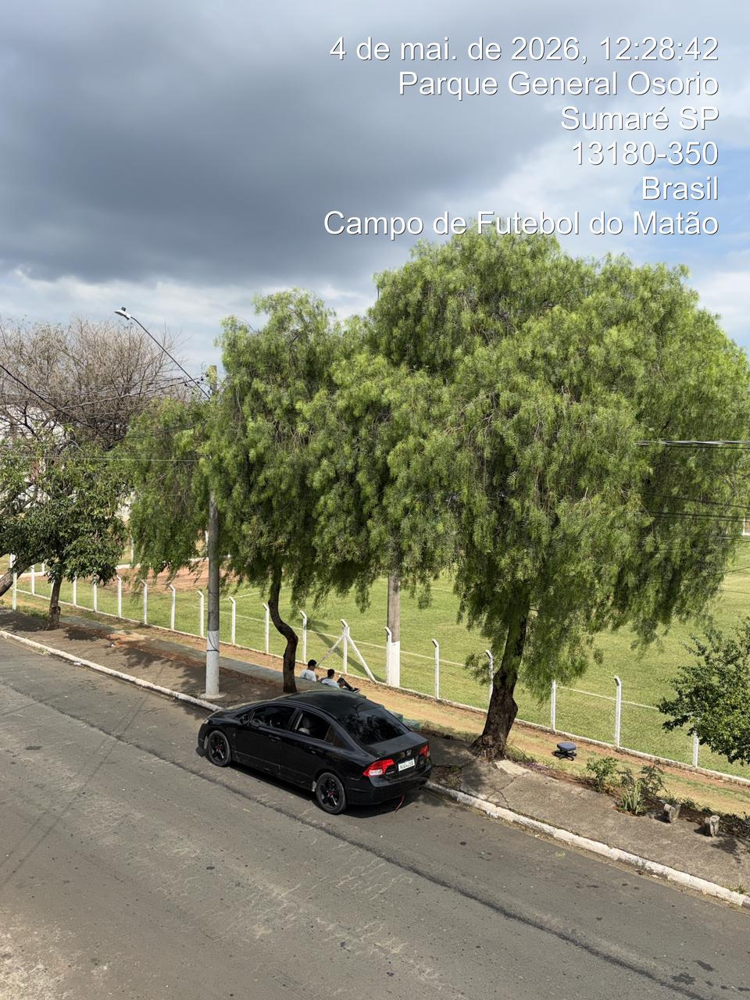 4 de mai. de 2026, 12:28:42
Parque General Osorio
Sumaré SP
13180-350
Brasil
Campo de Futebol do Matão